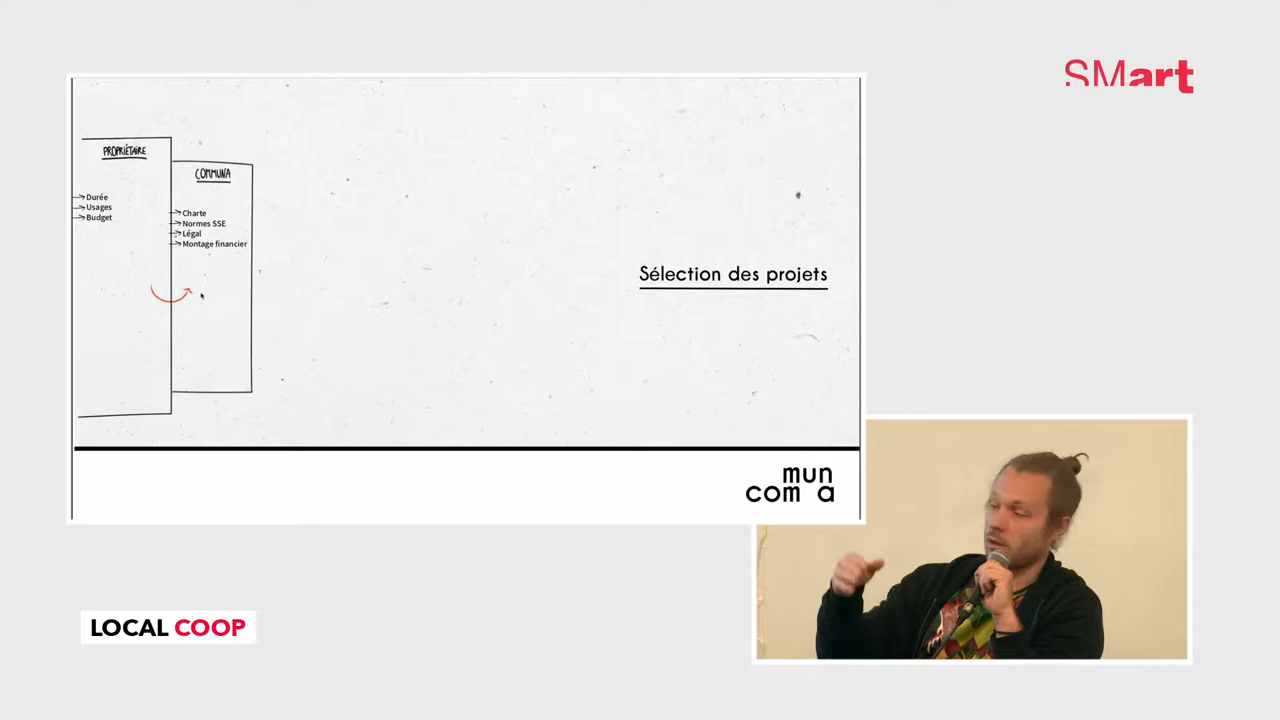 SMart
PROPRIÉTAIRE
Durée
Usages
Budget
COMMUNA
Charte
Normes SSE
Légal
Montage financier
Sélection des projets
mun
com a
LOCAL COOP